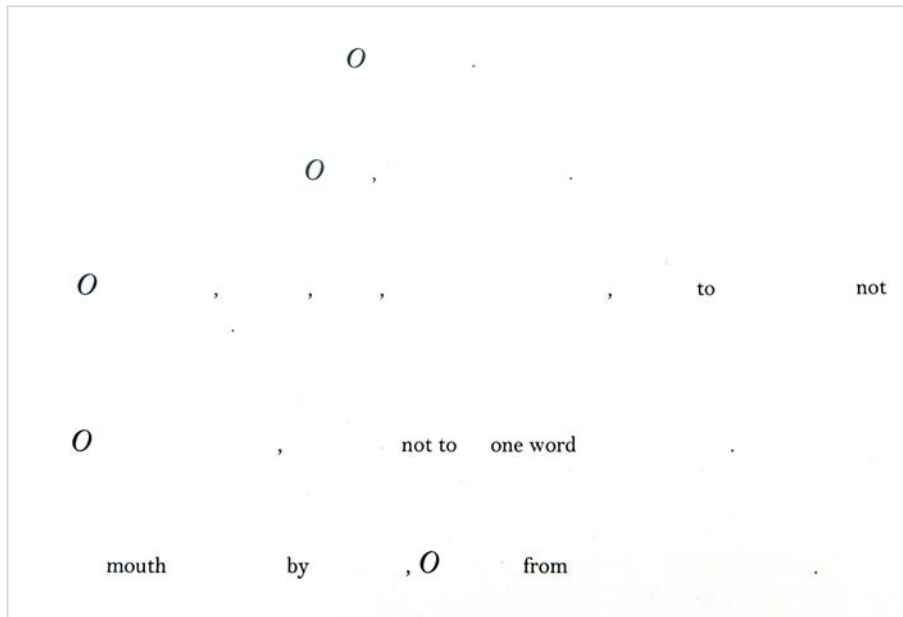 O .
O , .
O , , , , to not
.
O , not to one word .
mouth by , O from .